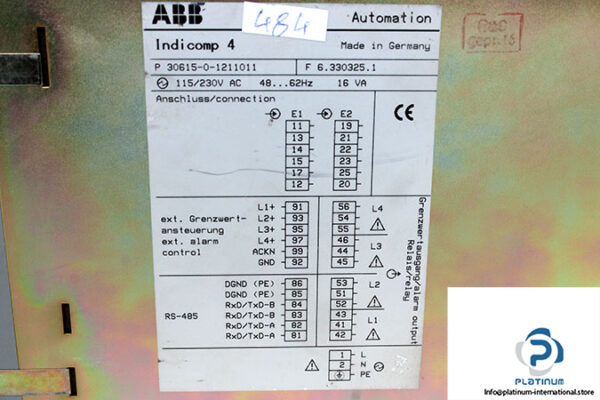 ABB
484
Automation
Indicomp 4
Made in Germany
P 30615-0-1211011
F 6.330325.1
115/230V AC 48...62Hz 16 VA
Anschluss/connection
E1 E2
11 19
13 21
14 22
15 23
17 25
12 20
CE
ext. Grenzwert-
ansteuerung
ext. alarm
control
L1+ 91
L2+ 93
L3+ 95
L4+ 97
ACKN 99
GND 92
56 L4
54
55
46 L3
44
45
Grenzwertausgang/alarm output
Relais/relay
RS-485
DGND (PE) 86
DGND (PE) 85
RxD/TxD-B 84
RxD/TxD-B 83
RxD/TxD-A 82
RxD/TxD-A 81
53 L2
51
52
43 L1
41
42
1 L
2 N
PE
PLATINUM
INTERNATIONAL
Info@platinum-international.store